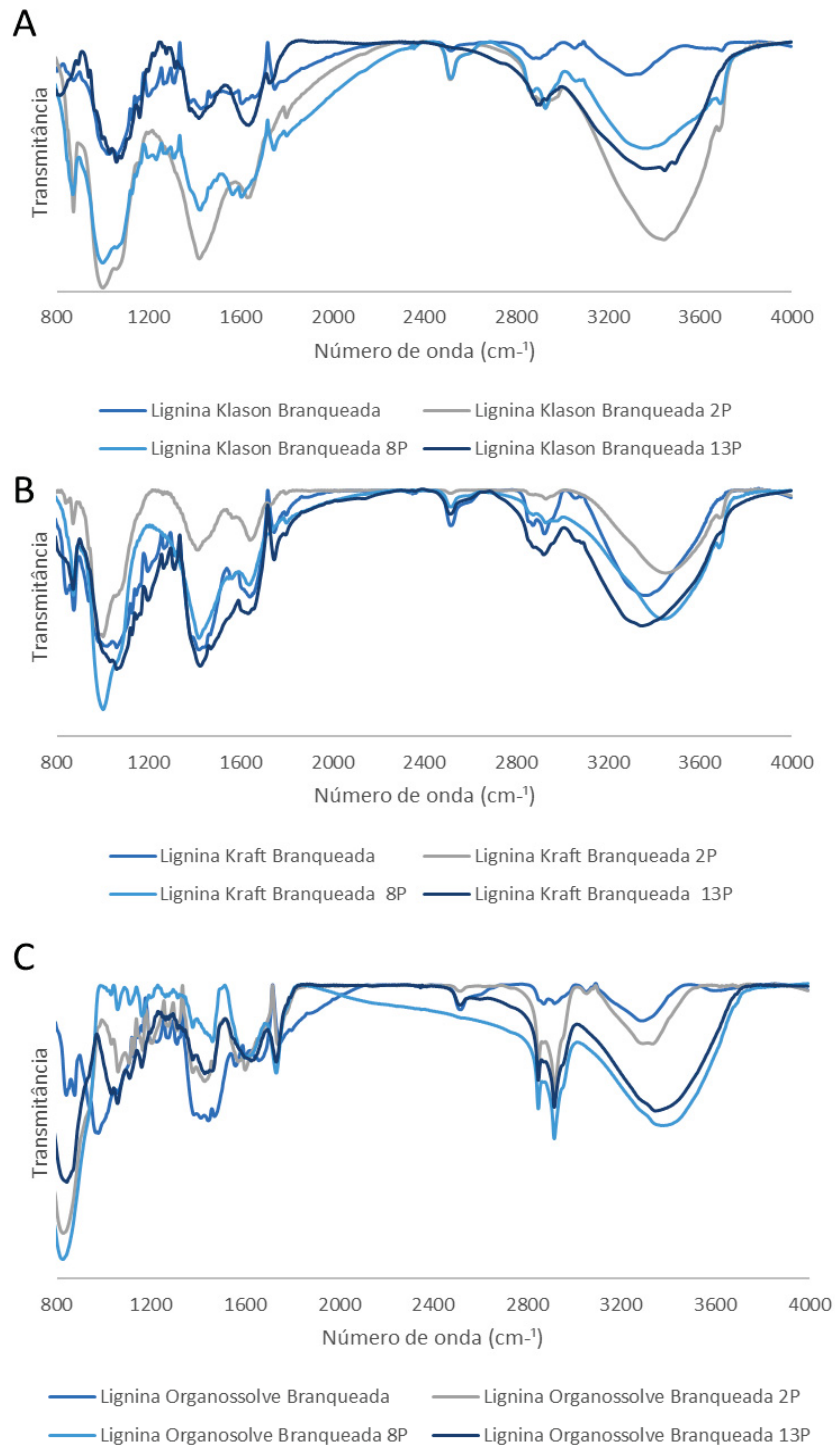 A
Transmitância
800 1200 1600 2000 2400 2800 3200 3600 4000
Número de onda (cm-¹)
Lignina Klason Branqueada Lignina Klason Branqueada 2P
Lignina Klason Branqueada 8P Lignina Klason Branqueada 13P
B
Transmitância
800 1200 1600 2000 2400 2800 3200 3600 4000
Número de onda (cm-¹)
Lignina Kraft Branqueada Lignina Kraft Branqueada 2P
Lignina Kraft Branqueada 8P Lignina Kraft Branqueada 13P
C
Transmitância
800 1200 1600 2000 2400 2800 3200 3600 4000
Número de onda (cm-¹)
Lignina Organossolve Branqueada Lignina Organossolve Branqueada 2P
Lignina Organosolve Branqueada 8P Lignina Organossolve Branqueada 13P